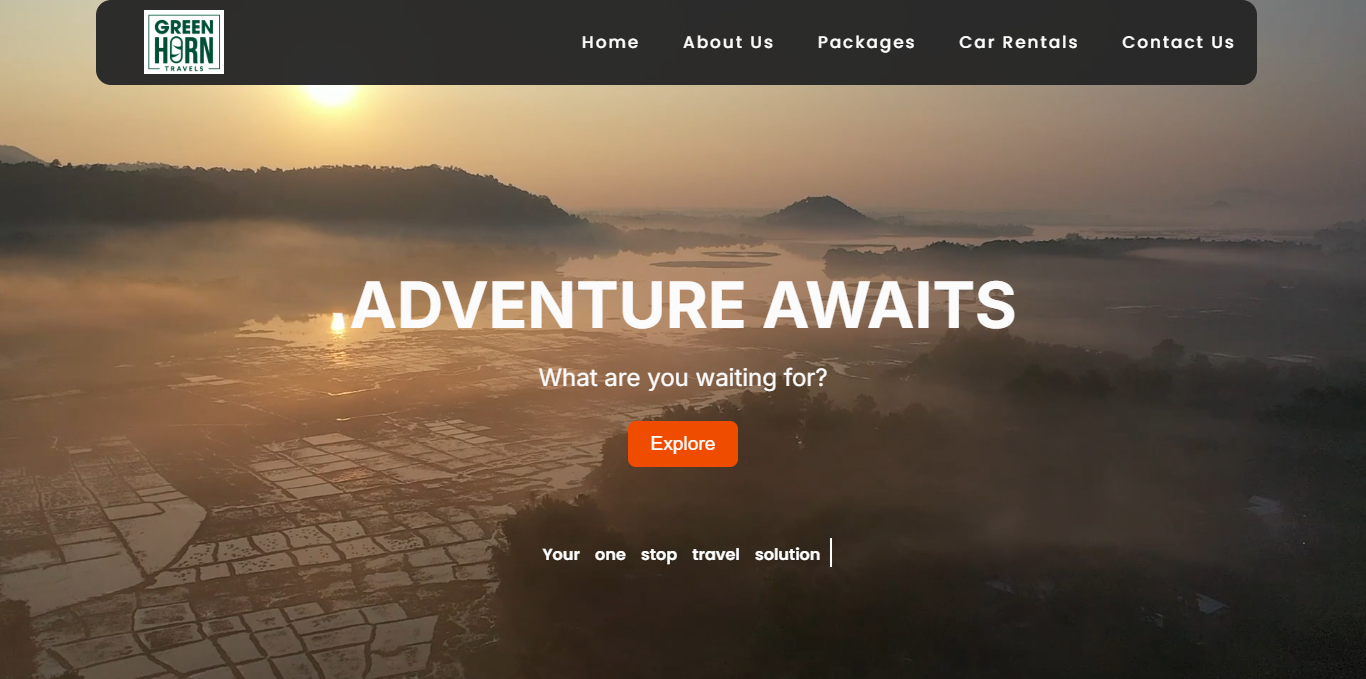 GREEN
HORN
TRAVELS
Home About Us Packages Car Rentals Contact Us
.ADVENTURE AWAITS
What are you waiting for?
Explore
Your one stop travel solution